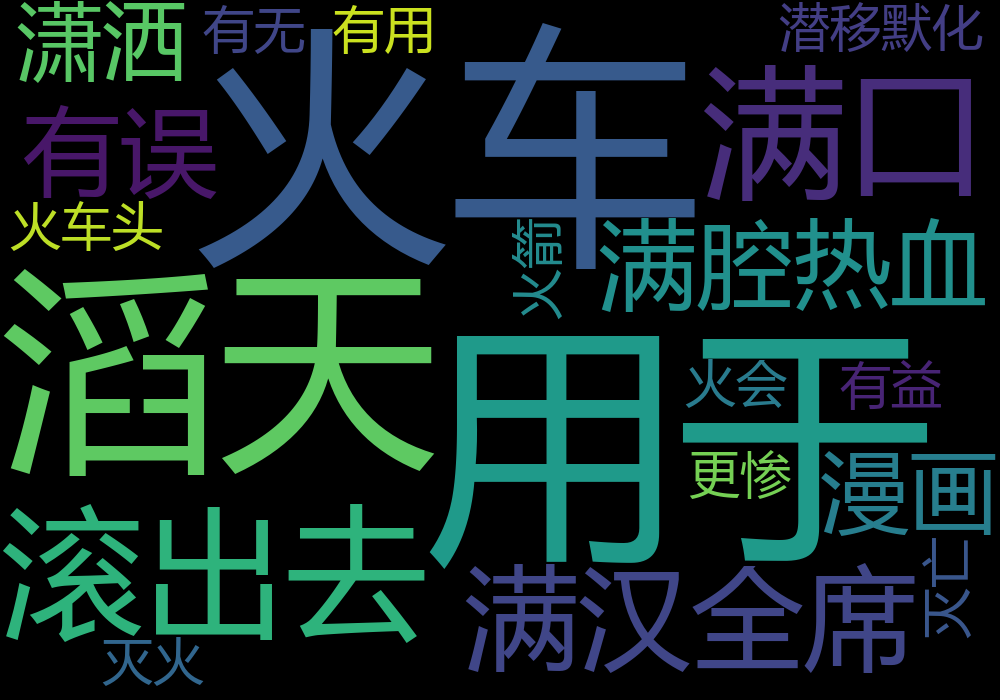 潇洒
有无
有用
潜移默化
火车
满口
有误
火车头
火箭
满腔热血
滔天
用于
火会
有益
更惨
漫画
滚出去
满汉全席
灭亡
灭火